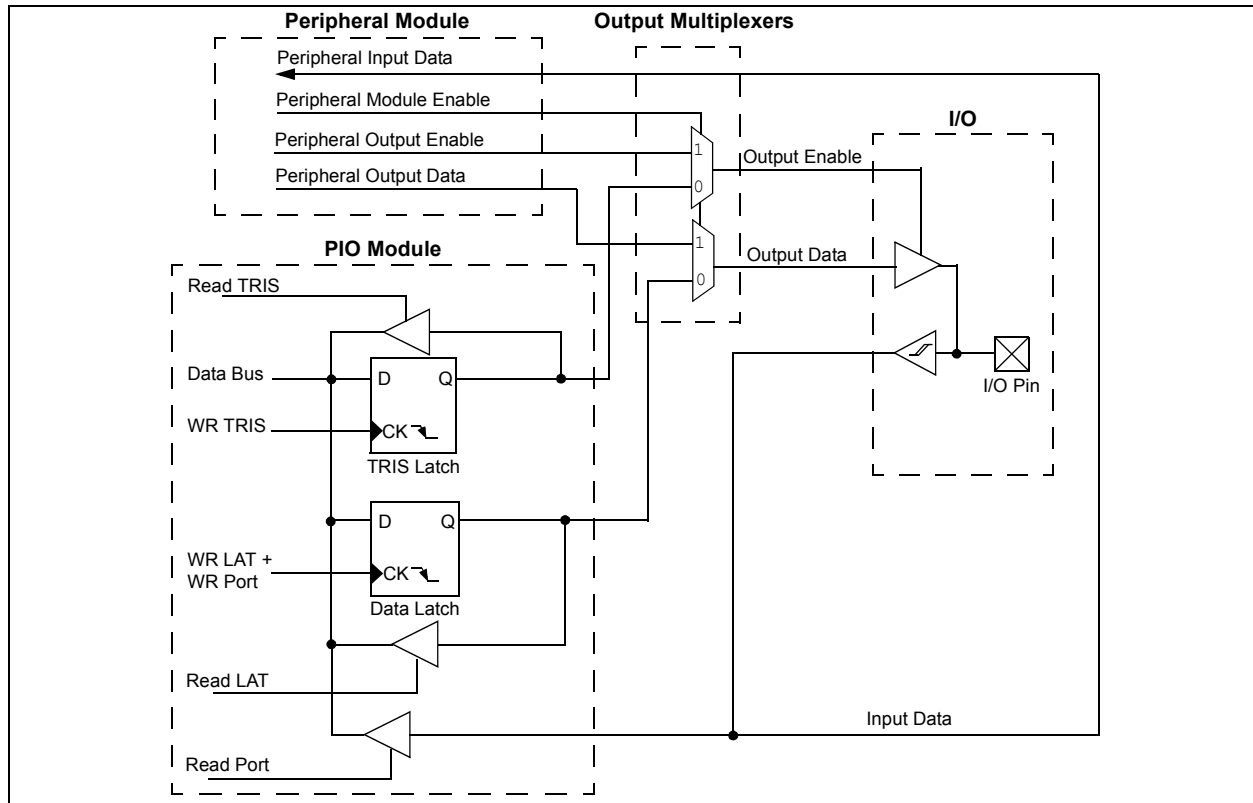 Peripheral Module
Output Multiplexers
Peripheral Input Data
Peripheral Module Enable
Peripheral Output Enable
Peripheral Output Data
1
0
Output Enable
1
0
Output Data
I/O
I/O Pin
PIO Module
Read TRIS
Data Bus
D Q
WR TRIS
CK
TRIS Latch
D Q
WR LAT +
WR Port
CK
Data Latch
Read LAT
Input Data
Read Port